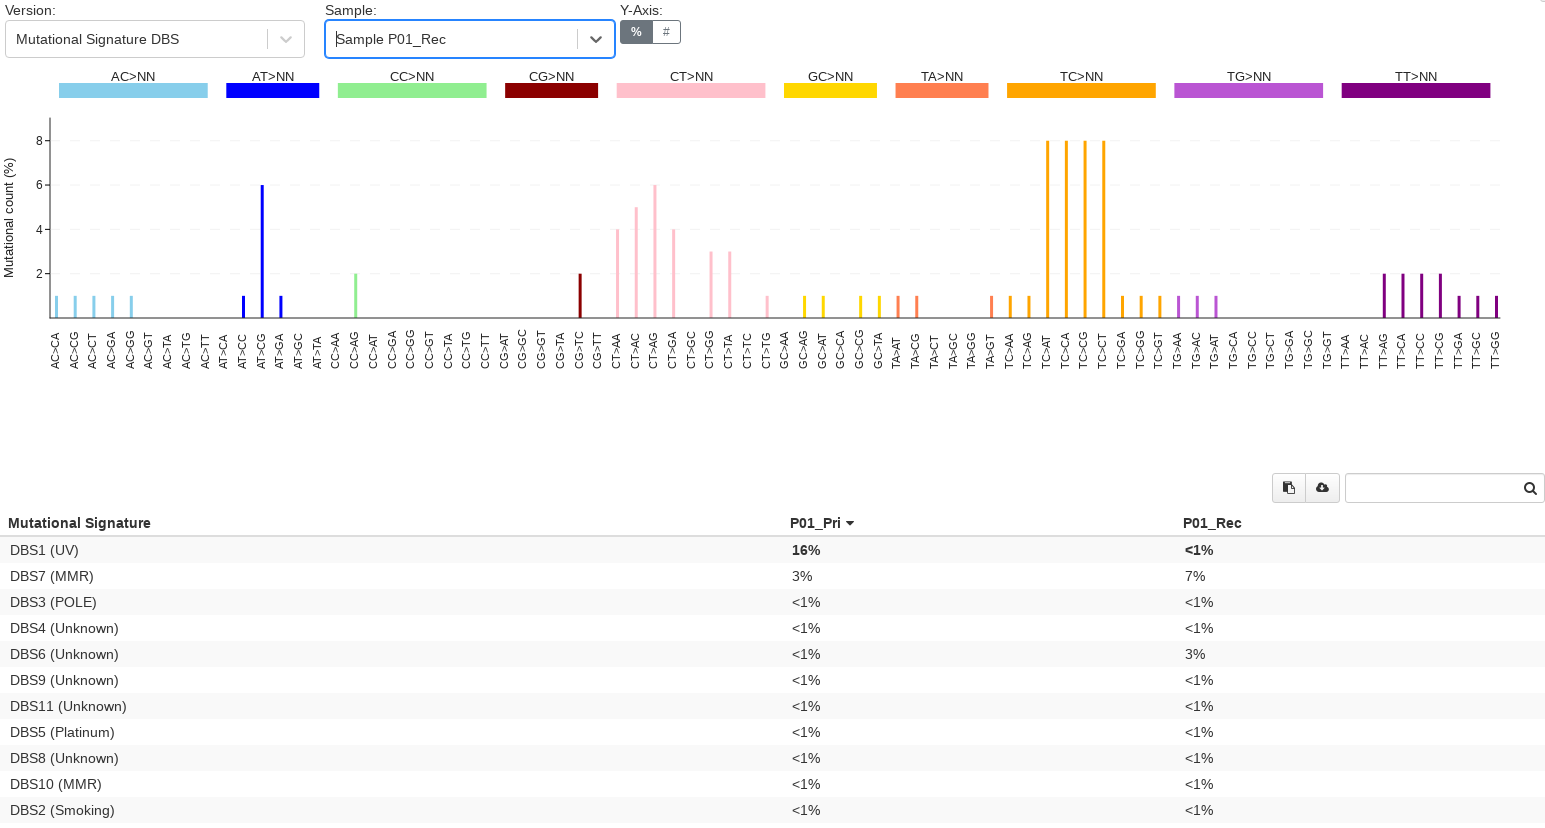 Version: Sample: Y-Axis:
Mutational Signature DBS Sample P01_Rec % #
AC>NN AT>NN CC>NN CG>NN CT>NN GC>NN TA>NN TC>NN TG>NN TT>NN
Mutational count (%)
8
6
4
2
AC>CA AC>CG AC>CT AC>GA AC>GG AC>GT AC>TA AC>TG AC>TT AT>CA AT>CC AT>CG AT>GA AT>GC AT>TA CC>AA CC>AG CC>AT CC>GA CC>GG CC>GT CC>TA CC>TG CC>TT CG>AT CG>GC CG>GT CG>TA CG>TC CG>TT CT>AA CT>AC CT>AG CT>GA CT>GC CT>GG CT>TA CT>TC CT>TG GC>AA GC>AG GC>AT GC>CA GC>CG GC>TA TA>AT TA>CG TA>CT TA>GC TA>GG TA>GT TC>AA TC>AG TC>AT TC>CA TC>CG TC>CT TC>GA TC>GG TC>GT TG>AA TG>AC TG>AT TG>CA TG>CC TG>CT TG>GA TG>GC TG>GT TT>AA TT>AC TT>AG TT>CA TT>CC TT>CG TT>GA TT>GC TT>GG
Mutational Signature P01_Pri P01_Rec
DBS1 (UV) 16% <1%
DBS7 (MMR) 3% 7%
DBS3 (POLE) <1% <1%
DBS4 (Unknown) <1% <1%
DBS6 (Unknown) <1% 3%
DBS9 (Unknown) <1% <1%
DBS11 (Unknown) <1% <1%
DBS5 (Platinum) <1% <1%
DBS8 (Unknown) <1% <1%
DBS10 (MMR) <1% <1%
DBS2 (Smoking) <1% <1%